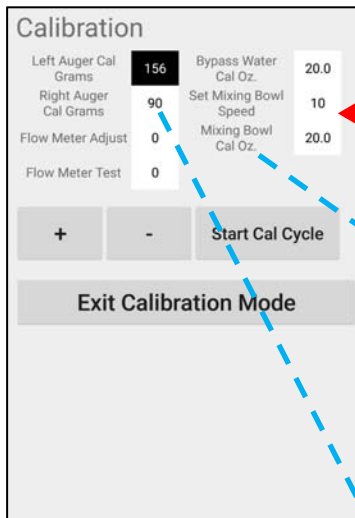 Calibration
Left Auger Cal
Grams
156
Bypass Water
Cal Oz.
20.0
Right Auger
Cal Grams
90
Set Mixing Bowl
Speed
10
Flow Meter Adjust
0
Mixing Bowl
Cal Oz.
20.0
Flow Meter Test
0
+
-
Start Cal Cycle
Exit Calibration Mode